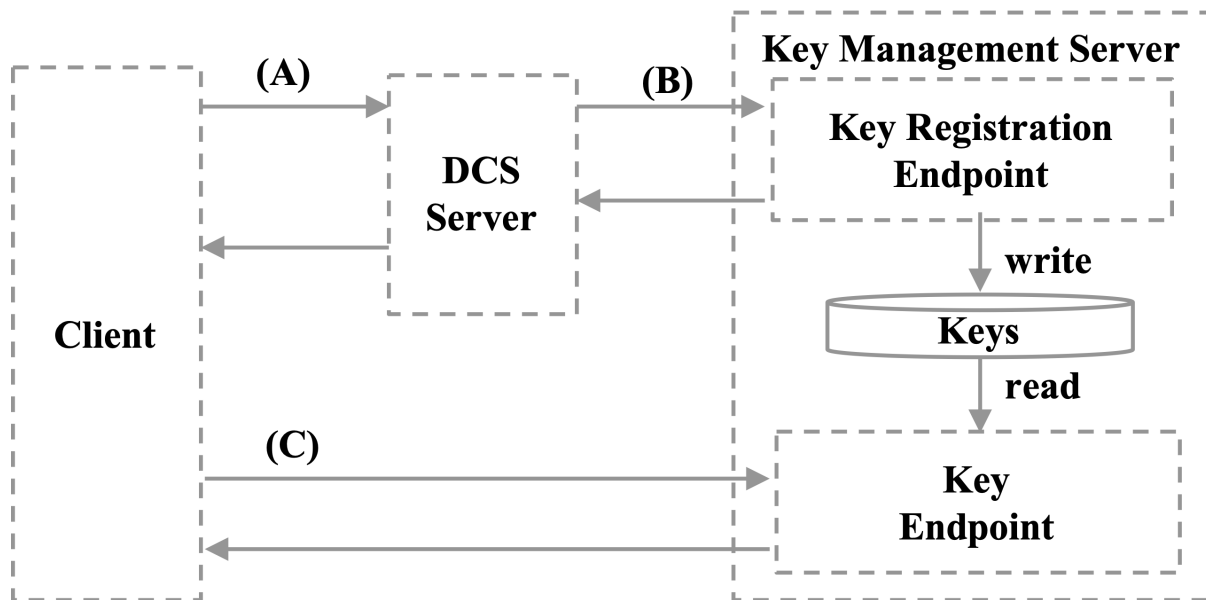 Key Management Server
(A)
(B)
Key Registration
Endpoint
DCS
Server
write
Client
Keys
read
(C)
Key
Endpoint